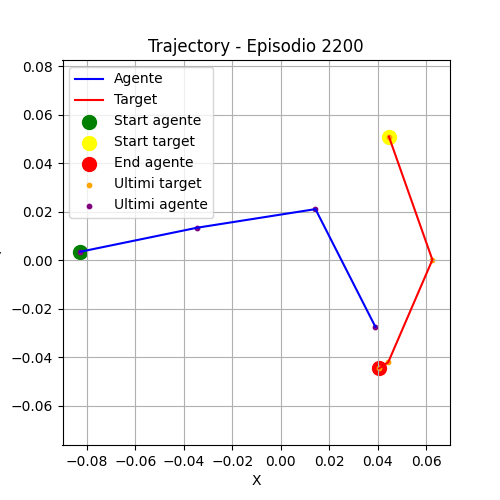 Trajectory - Episodio 2200
Agente
Target
Start agente
Start target
End agente
Ultimi target
Ultimi agente
0.08
0.06
0.04
0.02
0.00
−0.02
−0.04
−0.06
−0.08 −0.06 −0.04 −0.02 0.00 0.02 0.04 0.06
X